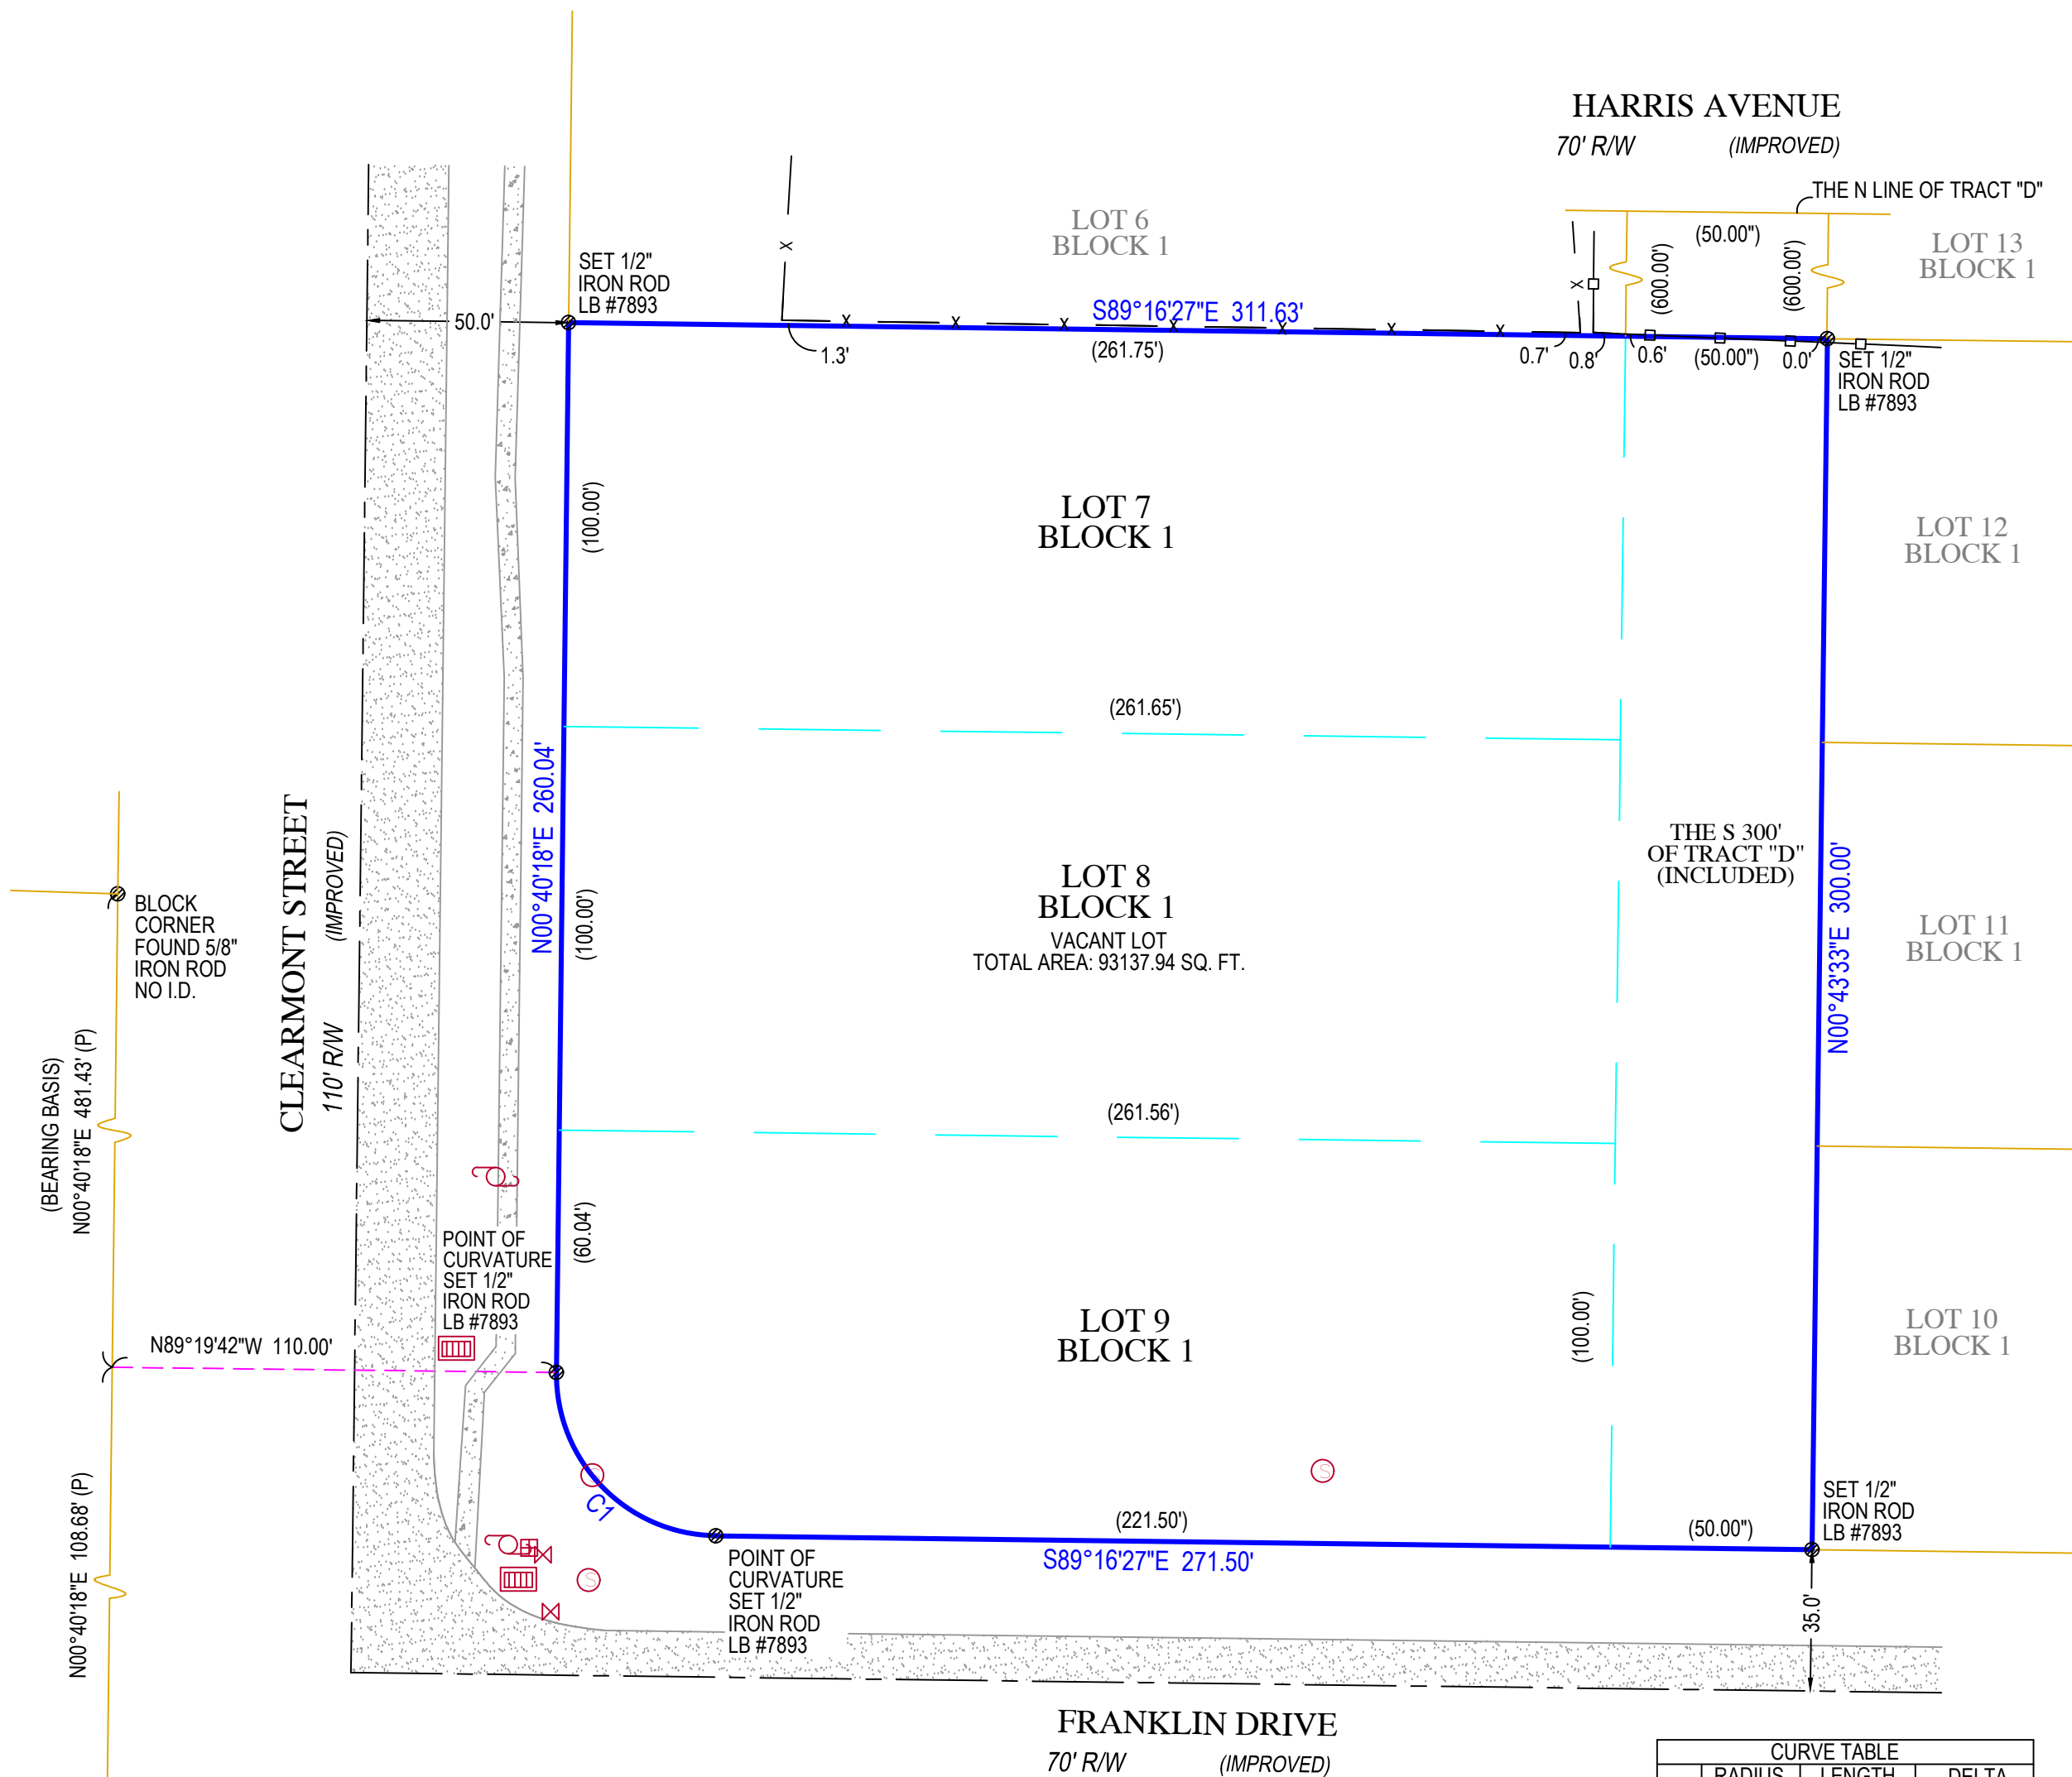 HARRIS AVENUE
70' R/W (IMPROVED)
THE N LINE OF TRACT "D"
LOT 6
BLOCK 1
(50.00")
(600.00')
(600.00')
LOT 13
BLOCK 1
SET 1/2"
IRON ROD
LB #7893
50.0'
S89°16'27"E 311.63'
(261.75')
1.3'
0.7'
0.8'
0.6'
(50.00")
0.0'
SET 1/2"
IRON ROD
LB #7893
X
X
X
X
X
X
X
X
X
(100.00')
LOT 7
BLOCK 1
LOT 12
BLOCK 1
(261.65')
N00°40'18"E 260.04'
CLEARMONT STREET
110' R/W (IMPROVED)
BLOCK
CORNER
FOUND 5/8"
IRON ROD
NO I.D.
(100.00')
LOT 8
BLOCK 1
VACANT LOT
TOTAL AREA: 93137.94 SQ. FT.
THE S 300'
OF TRACT "D"
(INCLUDED)
N00°43'33"E 300.00'
LOT 11
BLOCK 1
(BEARING BASIS)
N00°40'18"E 481.43' (P)
(261.56')
(60.04')
POINT OF
CURVATURE
SET 1/2"
IRON ROD
LB #7893
N89°19'42"W 110.00'
LOT 9
BLOCK 1
(100.00')
LOT 10
BLOCK 1
N00°40'18"E 108.68' (P)
C1
S
S
S
(221.50')
S89°16'27"E 271.50'
(50.00")
SET 1/2"
IRON ROD
LB #7893
POINT OF
CURVATURE
SET 1/2"
IRON ROD
LB #7893
35.0'
FRANKLIN DRIVE
70' R/W (IMPROVED)
CURVE TABLE
RADIUS LENGTH DELTA